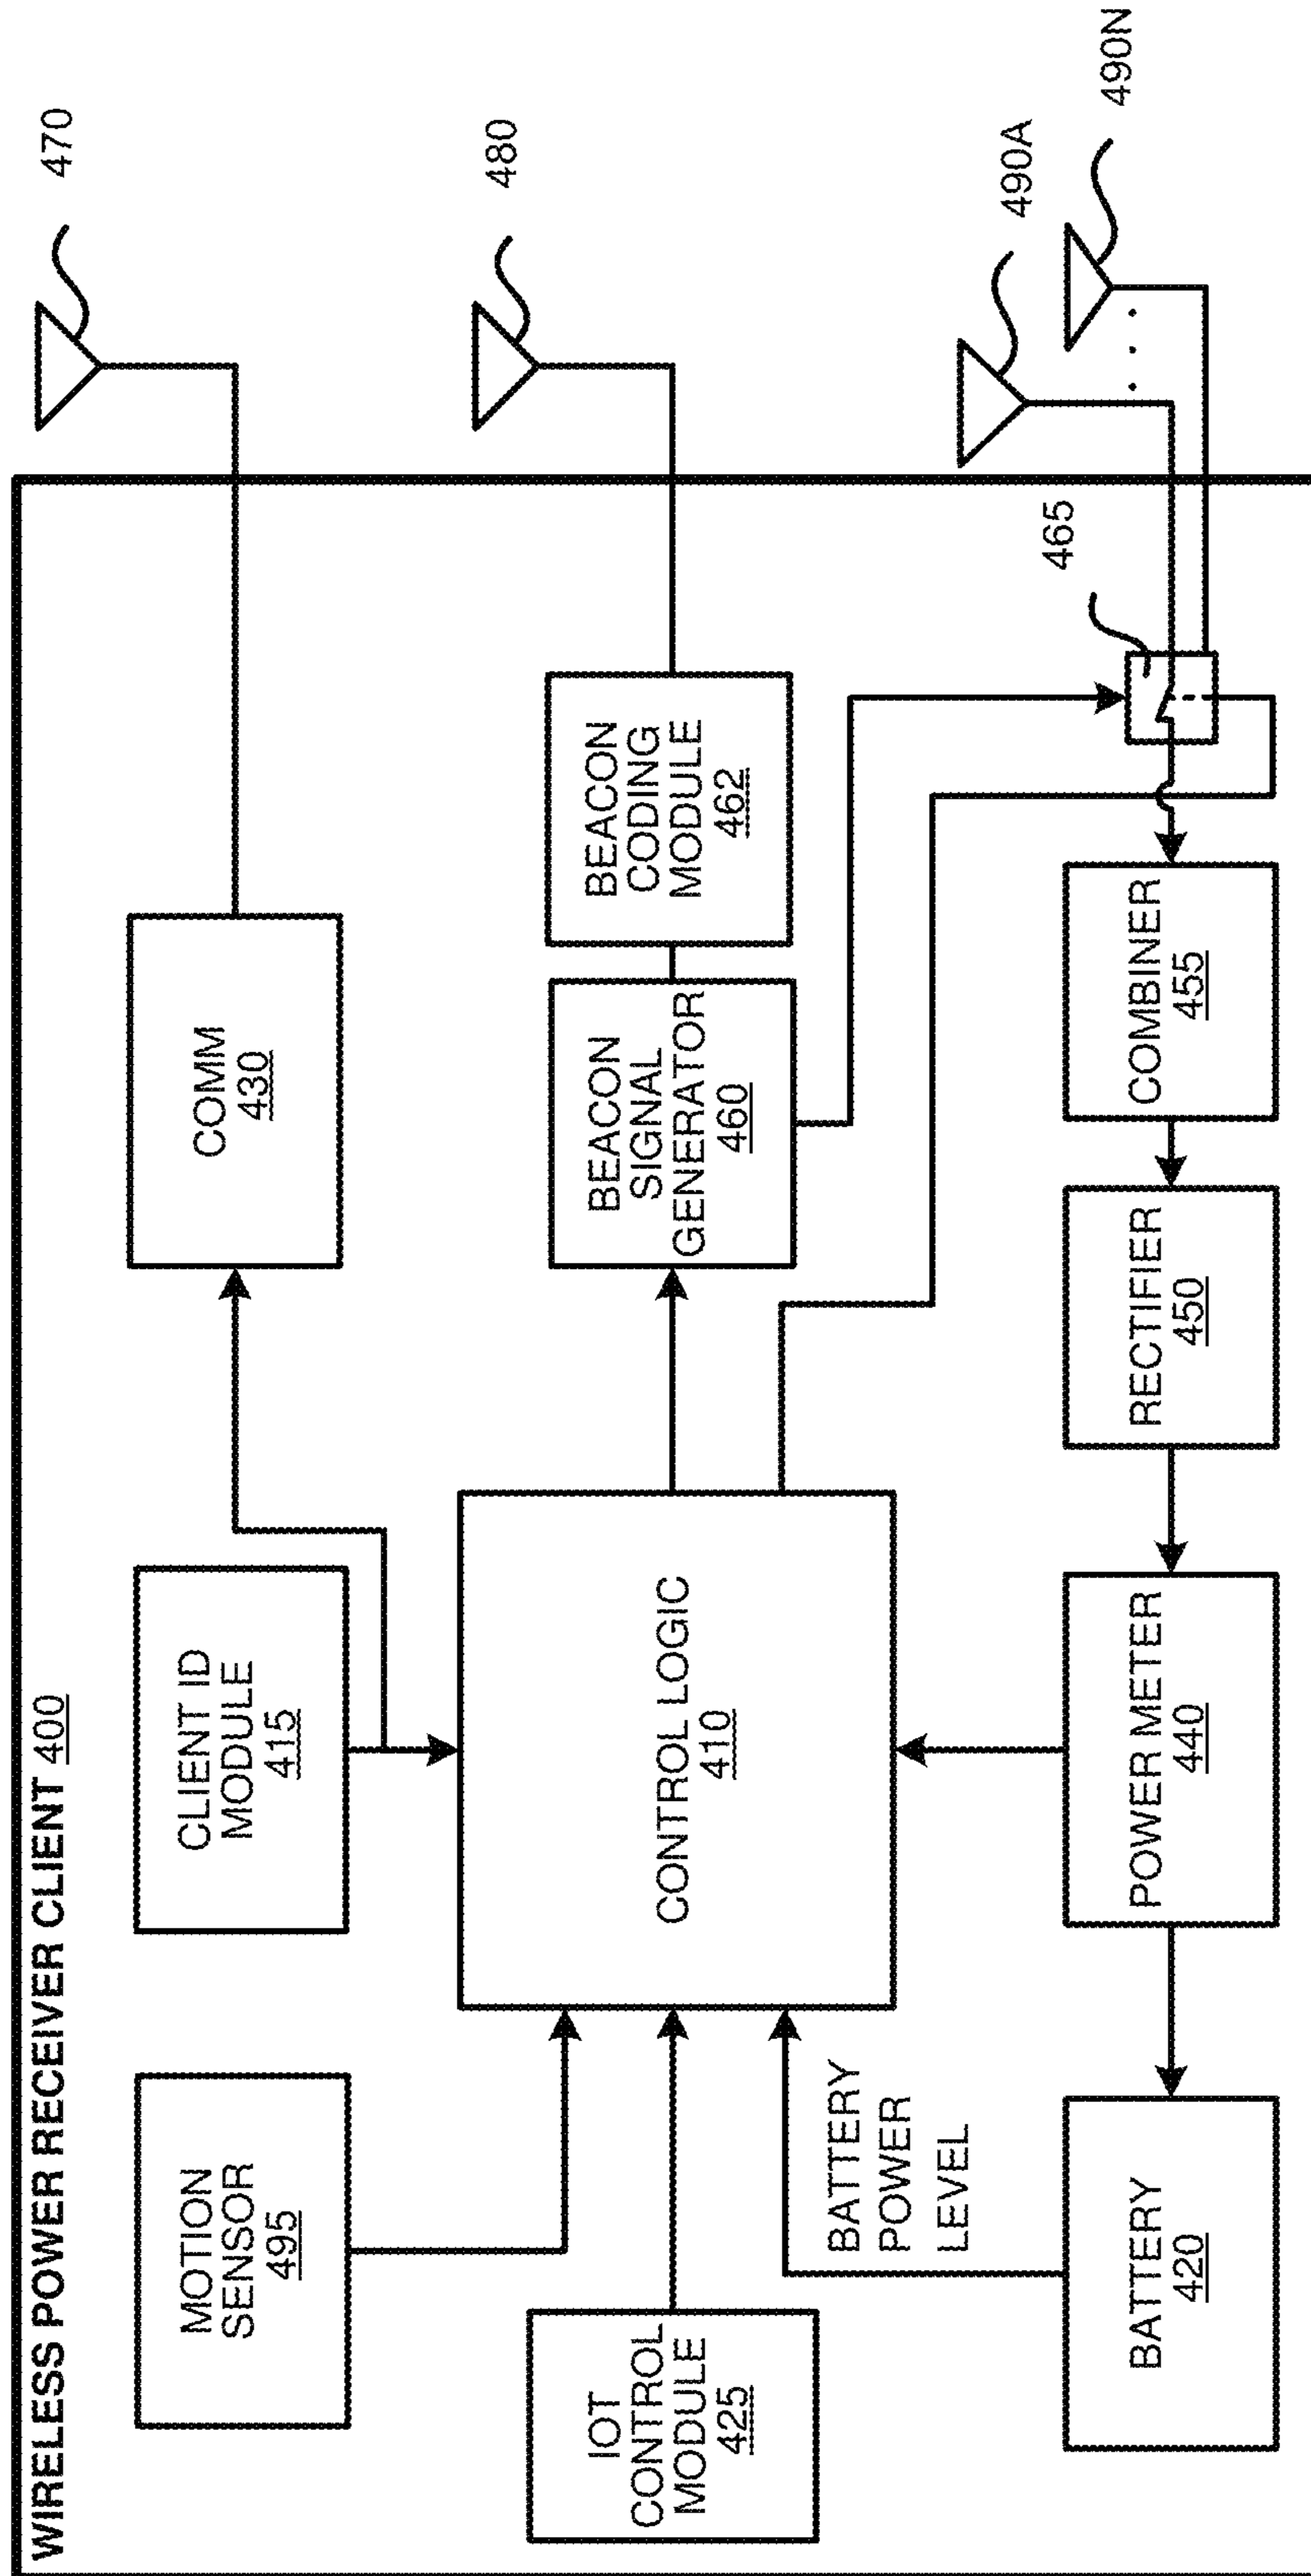 WIRELESS POWER RECEIVER CLIENT 400
MOTION
SENSOR
495
CLIENT ID
MODULE
415
COMM
430
470
IOT
CONTROL
MODULE
425
CONTROL LOGIC
410
BEACON
SIGNAL
GENERATOR
460
BEACON
CODING
MODULE
462
480
BATTERY
POWER
LEVEL
BATTERY
420
POWER METER
440
RECTIFIER
450
COMBINER
455
465
490A
490N